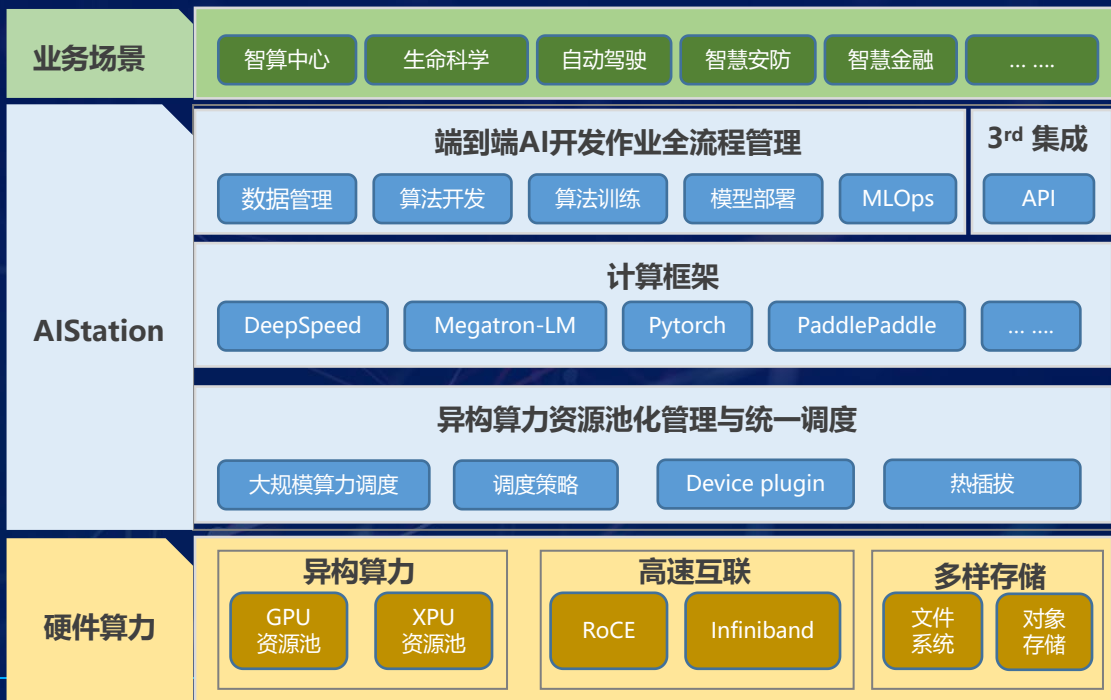 业务场景
智算中心
生命科学
自动驾驶
智慧安防
智慧金融
... ....
AIStation
端到端AI开发作业全流程管理
数据管理
算法开发
算法训练
模型部署
MLOps
3rd 集成
API
计算框架
DeepSpeed
Megatron-LM
Pytorch
PaddlePaddle
... ....
异构算力资源池化管理与统一调度
大规模算力调度
调度策略
Device plugin
热插拔
硬件算力
异构算力
GPU
资源池
XPU
资源池
高速互联
RoCE
Infiniband
多样存储
文件
系统
对象
存储